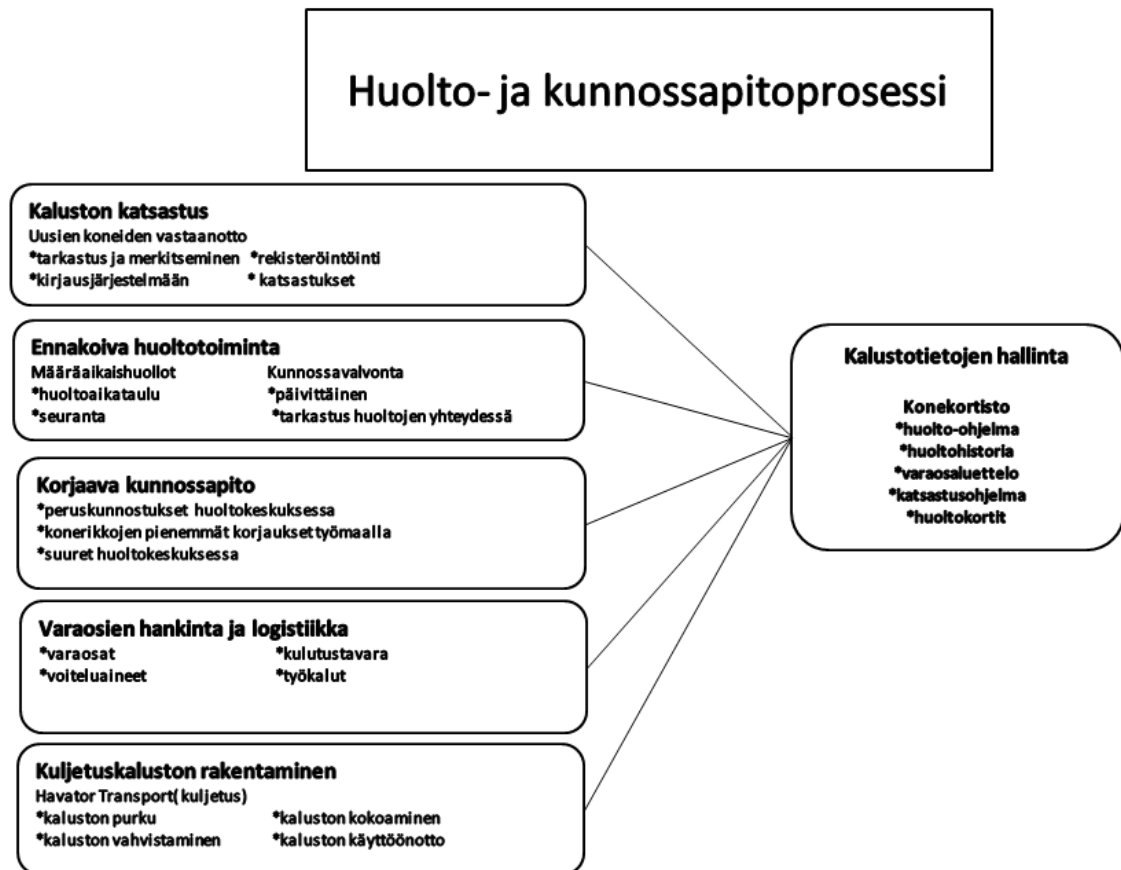 Huolto- ja kunnossapitoprosessi
Kaluston katsastus
Uusien koneiden vastaanotto
*tarkastus ja merkitseminen *rekisteröintöinti
*kirjausjärjestelmään * katsastukset
Ennakoiva huoltotoiminta
Määräaikaishuollot Kunnossavalvonta
*huoltoaikataulu *päivittäinen
*seuranta *tarkastus huoltojen yhteydessä
Korjaava kunnossapito
*peruskunnostukset huoltokeskuksessa
*konerikkojen pienemmät korjaukset työmaalla
*suuret huoltokeskuksessa
Varaosien hankinta ja logistiikka
*varaosat *kulutustavara
*voiteluaineet *työkalut
Kuljetuskaluston rakentaminen
Havator Transport( kuljetus)
*kaluston purku *kaluston kokoaminen
*kaluston vahvistaminen *kaluston käyttöönotto
Kalustotietojen hallinta
Konekortisto
*huolto-ohjelma
*huoltohistoria
*varaosaluettelo
*katsastusohjelma
*huoltokortit